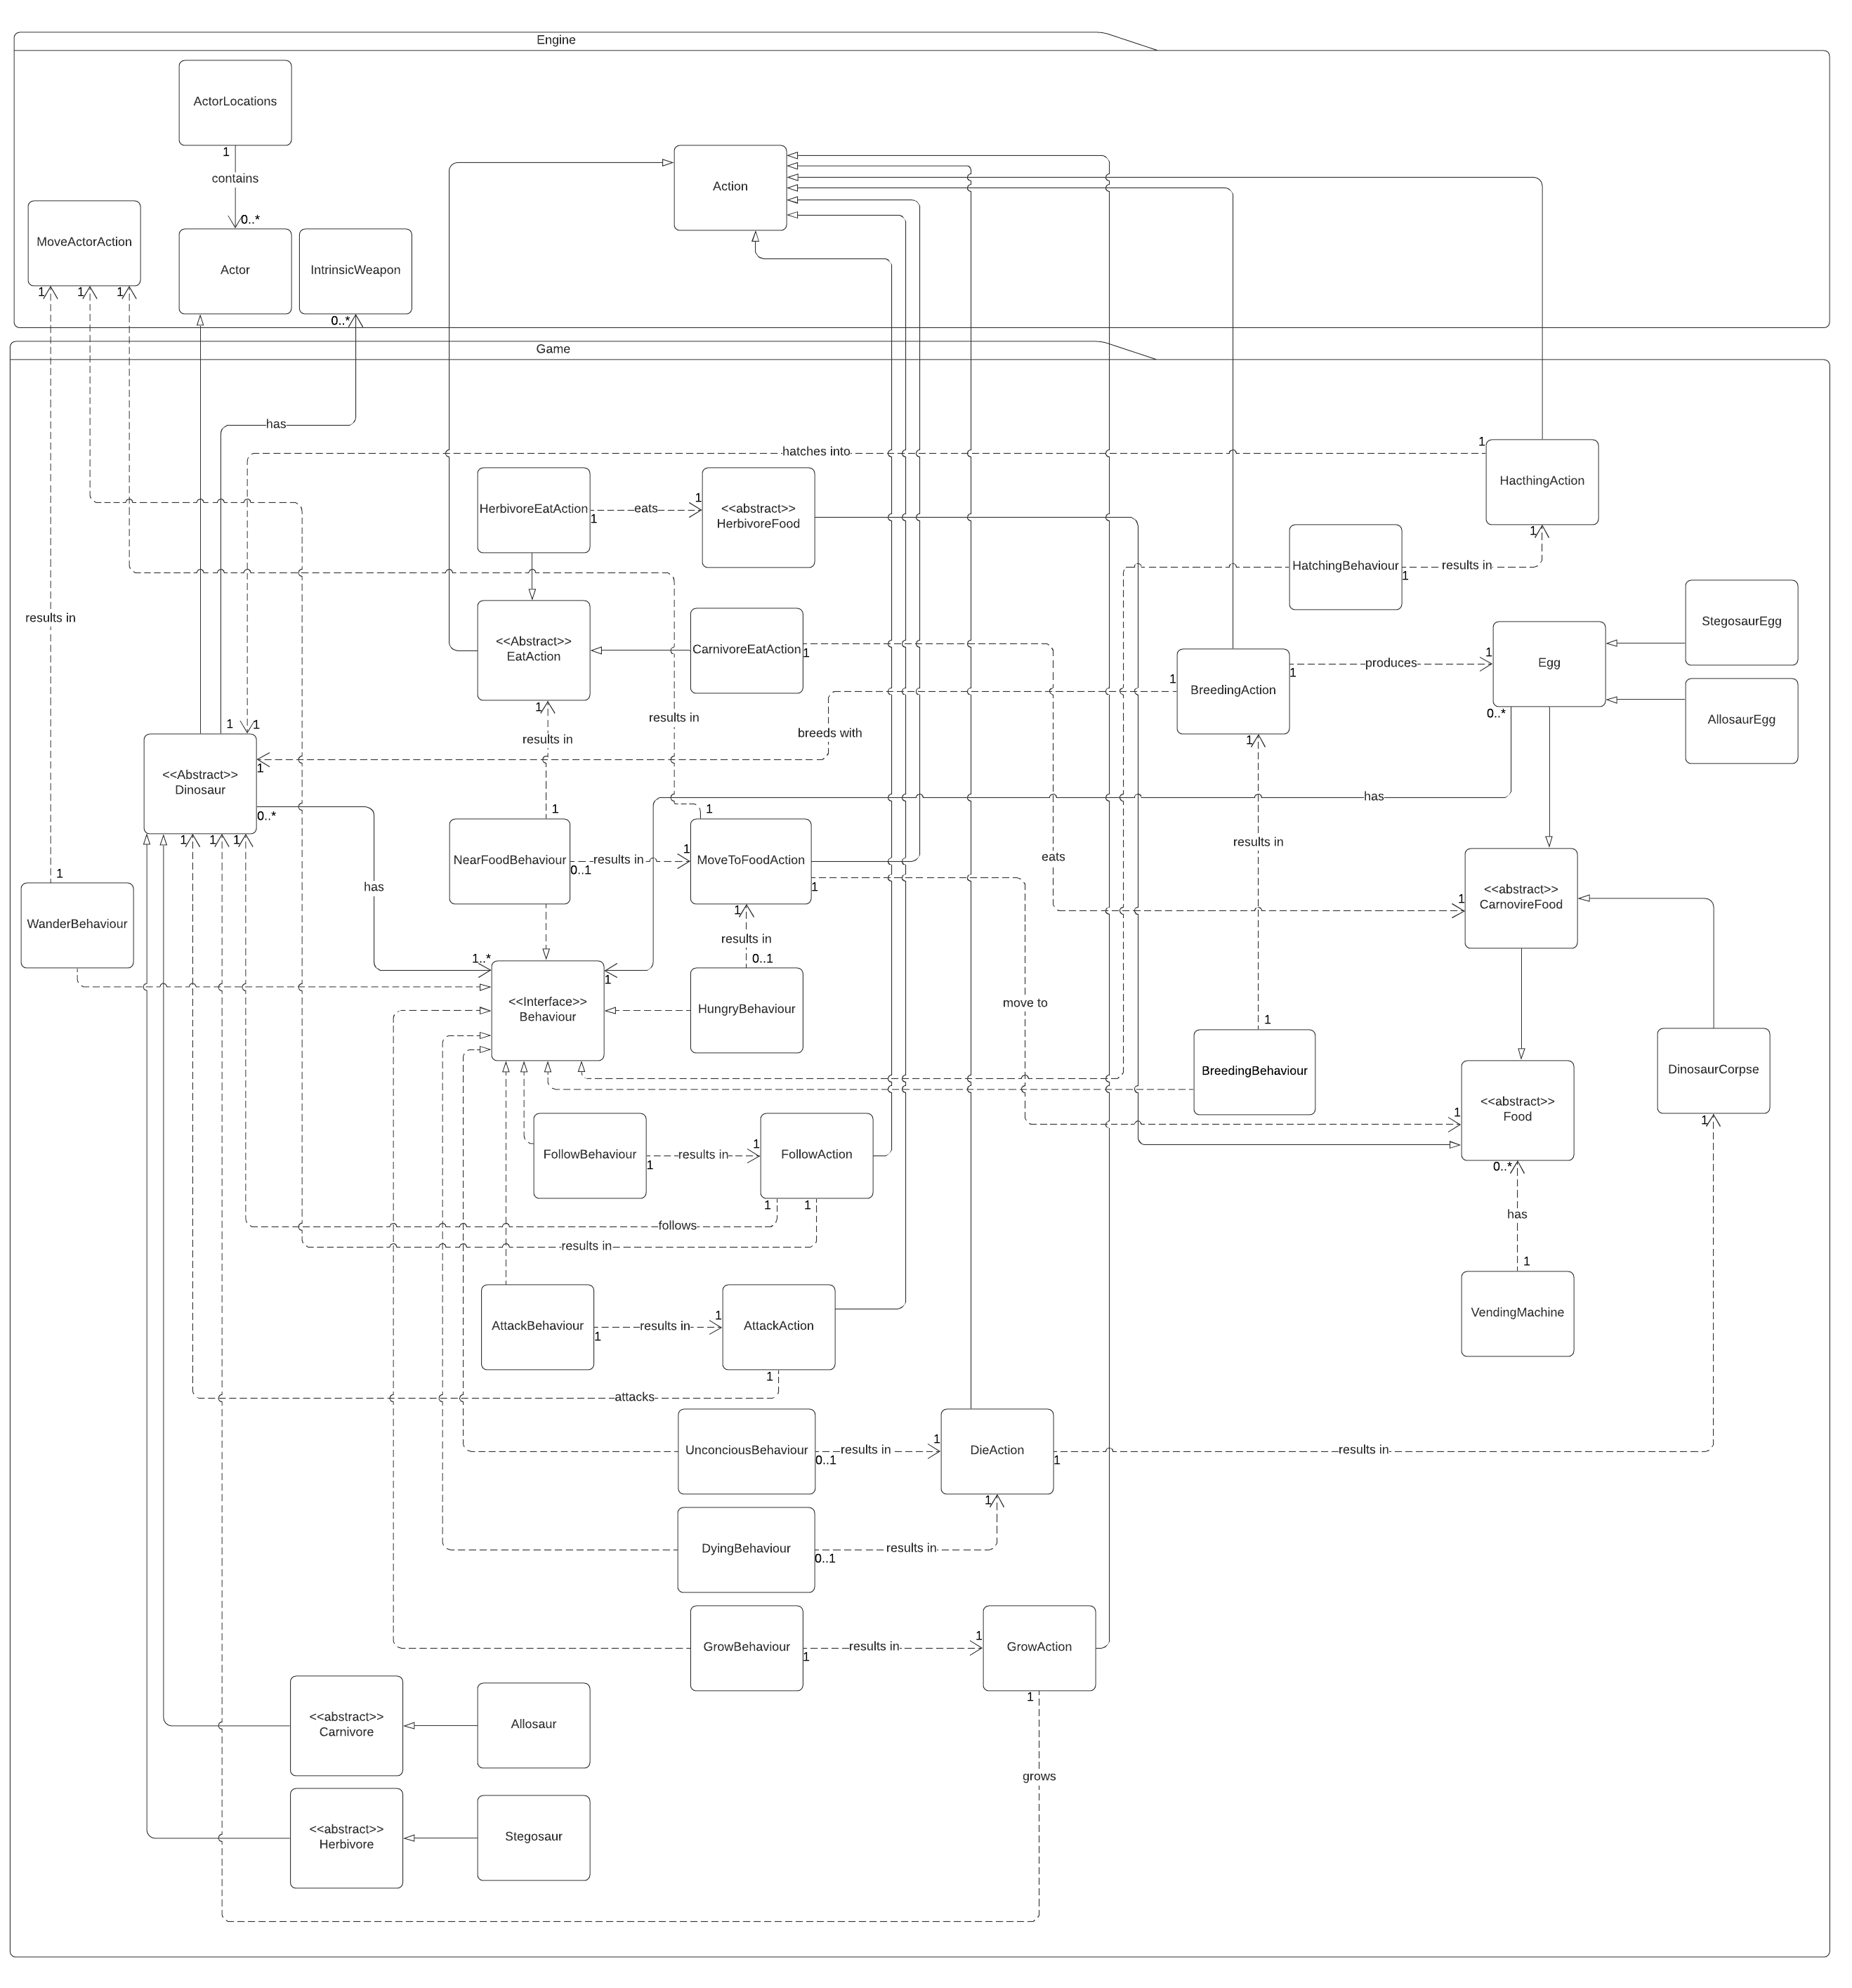 Engine
ActorLocations
1
contains
0..*
MoveActorAction
Actor
IntrinsicWeapon
Action
1
1
1
0..*
Game
has
hatches into
1
HacthingAction
HerbivoreEatAction
1
eats
1
<<abstract>>
HerbivoreFood
HatchingBehaviour
1
results in
1
results in
<<Abstract>>
EatAction
CarnivoreEatAction
1
StegosaurEgg
Egg
BreedingAction
1
1
produces
1
AllosaurEgg
0..*
1
results in
results in
breeds with
1
1
1
<<Abstract>>
Dinosaur
1
0..*
1
1
1
has
1
has
NearFoodBehaviour
1
0..1
results in
1
MoveToFoodAction
1
1
results in
eats
1
<<abstract>>
CarnovireFood
1
WanderBehaviour
1
results in
0..1
1..*
1
<<Interface>>
Behaviour
HungryBehaviour
move to
1
BreedingBehaviour
DinosaurCorpse
1
<<abstract>>
Food
1
0..*
FollowBehaviour
1
results in
1
FollowAction
1
1
follows
results in
has
1
VendingMachine
AttackBehaviour
1
results in
1
AttackAction
1
attacks
UnconciousBehaviour
0..1
results in
1
DieAction
1
results in
1
DyingBehaviour
0..1
results in
GrowBehaviour
1
results in
1
GrowAction
1
<<abstract>>
Carnivore
Allosaur
grows
<<abstract>>
Herbivore
Stegosaur